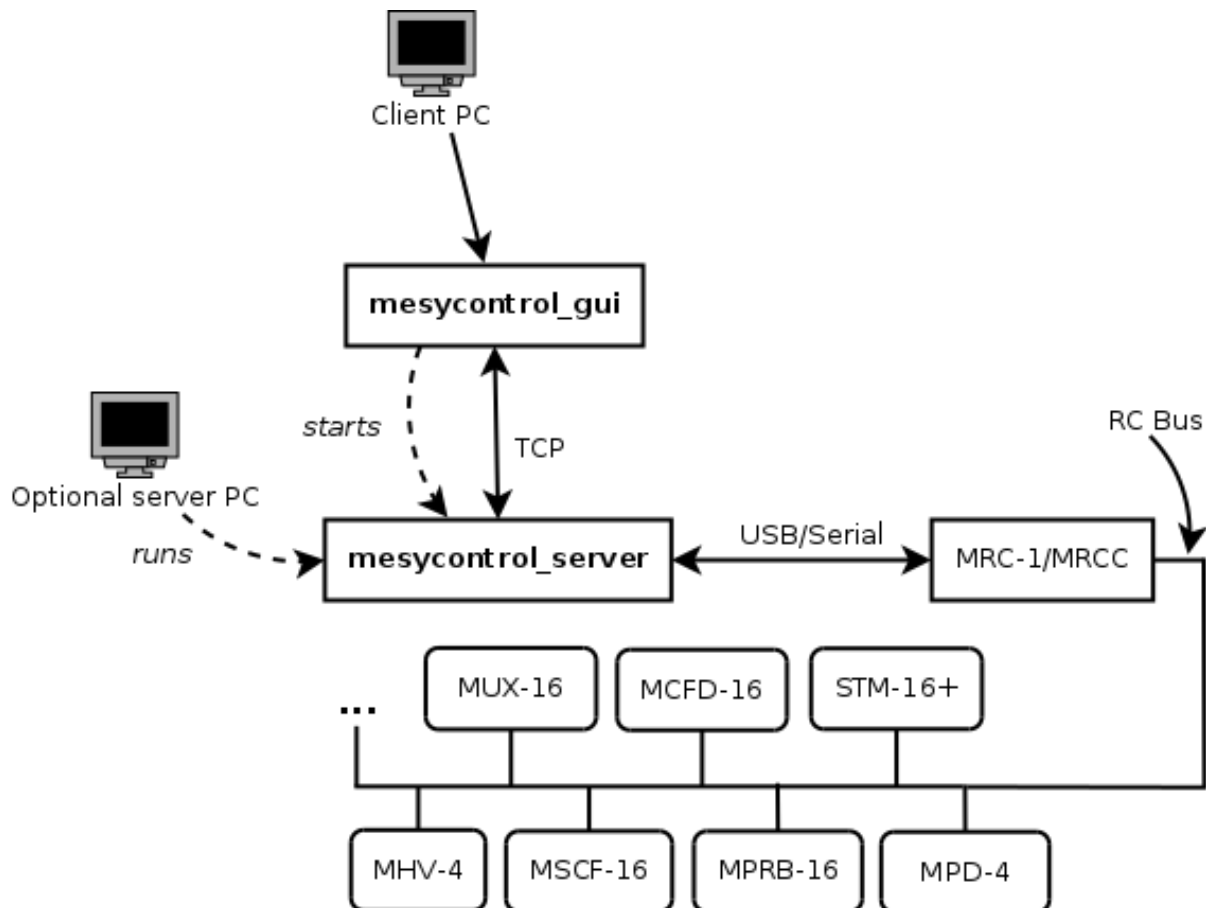 Client PC
mesycontrol_gui
starts
TCP
RC Bus
Optional server PC
runs
mesycontrol_server
USB/Serial
MRC-1/MRCC
...
MUX-16
MCFD-16
STM-16+
MHV-4
MSCF-16
MPRB-16
MPD-4